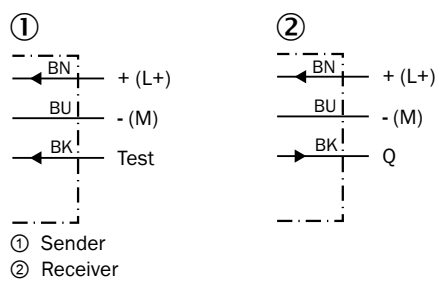 ① ②
BN + (L+) BN + (L+)
BU - (M) BU - (M)
BK Test BK Q
① Sender
② Receiver